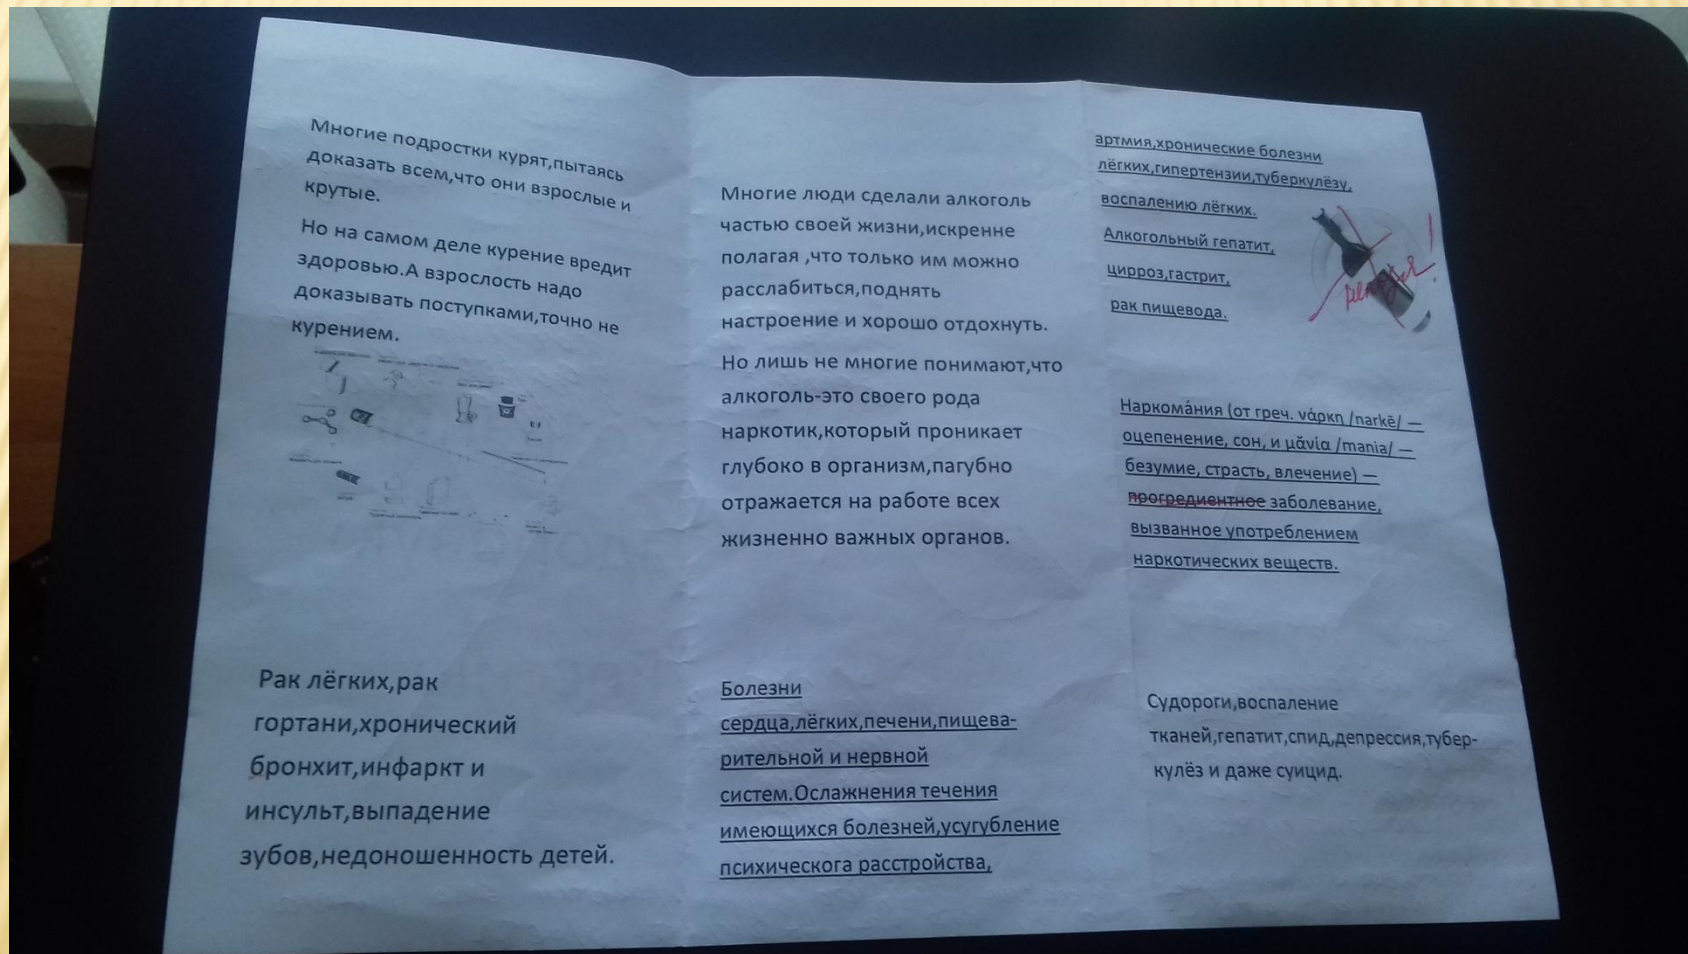 Многие подростки курят,пытаясь
доказать всем,что они взрослые и
крутые.
Но на самом деле курение вредит
здоровью.А взрослость надо
доказывать поступками,точно не
курением.
Рак лёгких,рак
гортани,хронический
бронхит,инфаркт и
инсульт,выпадение
зубов,недоношенность детей.
Многие люди сделали алкоголь
частью своей жизни,искренне
полагая ,что только им можно
расслабиться,поднять
настроение и хорошо отдохнуть.
Но лишь не многие понимают,что
алкоголь-это своего рода
наркотик,который проникает
глубоко в организм,пагубно
отражается на работе всех
жизненно важных органов.
Болезни
сердца,лёгких,печени,пищева-
рительной и нервной
систем.Ослажнения течения
имеющихся болезней,усугубление
психическога расстройства,
артмия,хронические болезни
лёгких,гипертензии,туберкулёзу,
воспалению лёгких.
Алкогольный гепатит,
цирроз,гастрит,
рак пищевода.
Наркома́ния (от греч. νάρκη /narkē/ —
оцепенение, сон, и μᾰνία /mania/ —
безумие, страсть, влечение) —
прогредиентное заболевание,
вызванное употреблением
наркотических веществ.
Судороги,воспаление
тканей,гепатит,спид,депрессия,тубер-
кулёз и даже суицид.